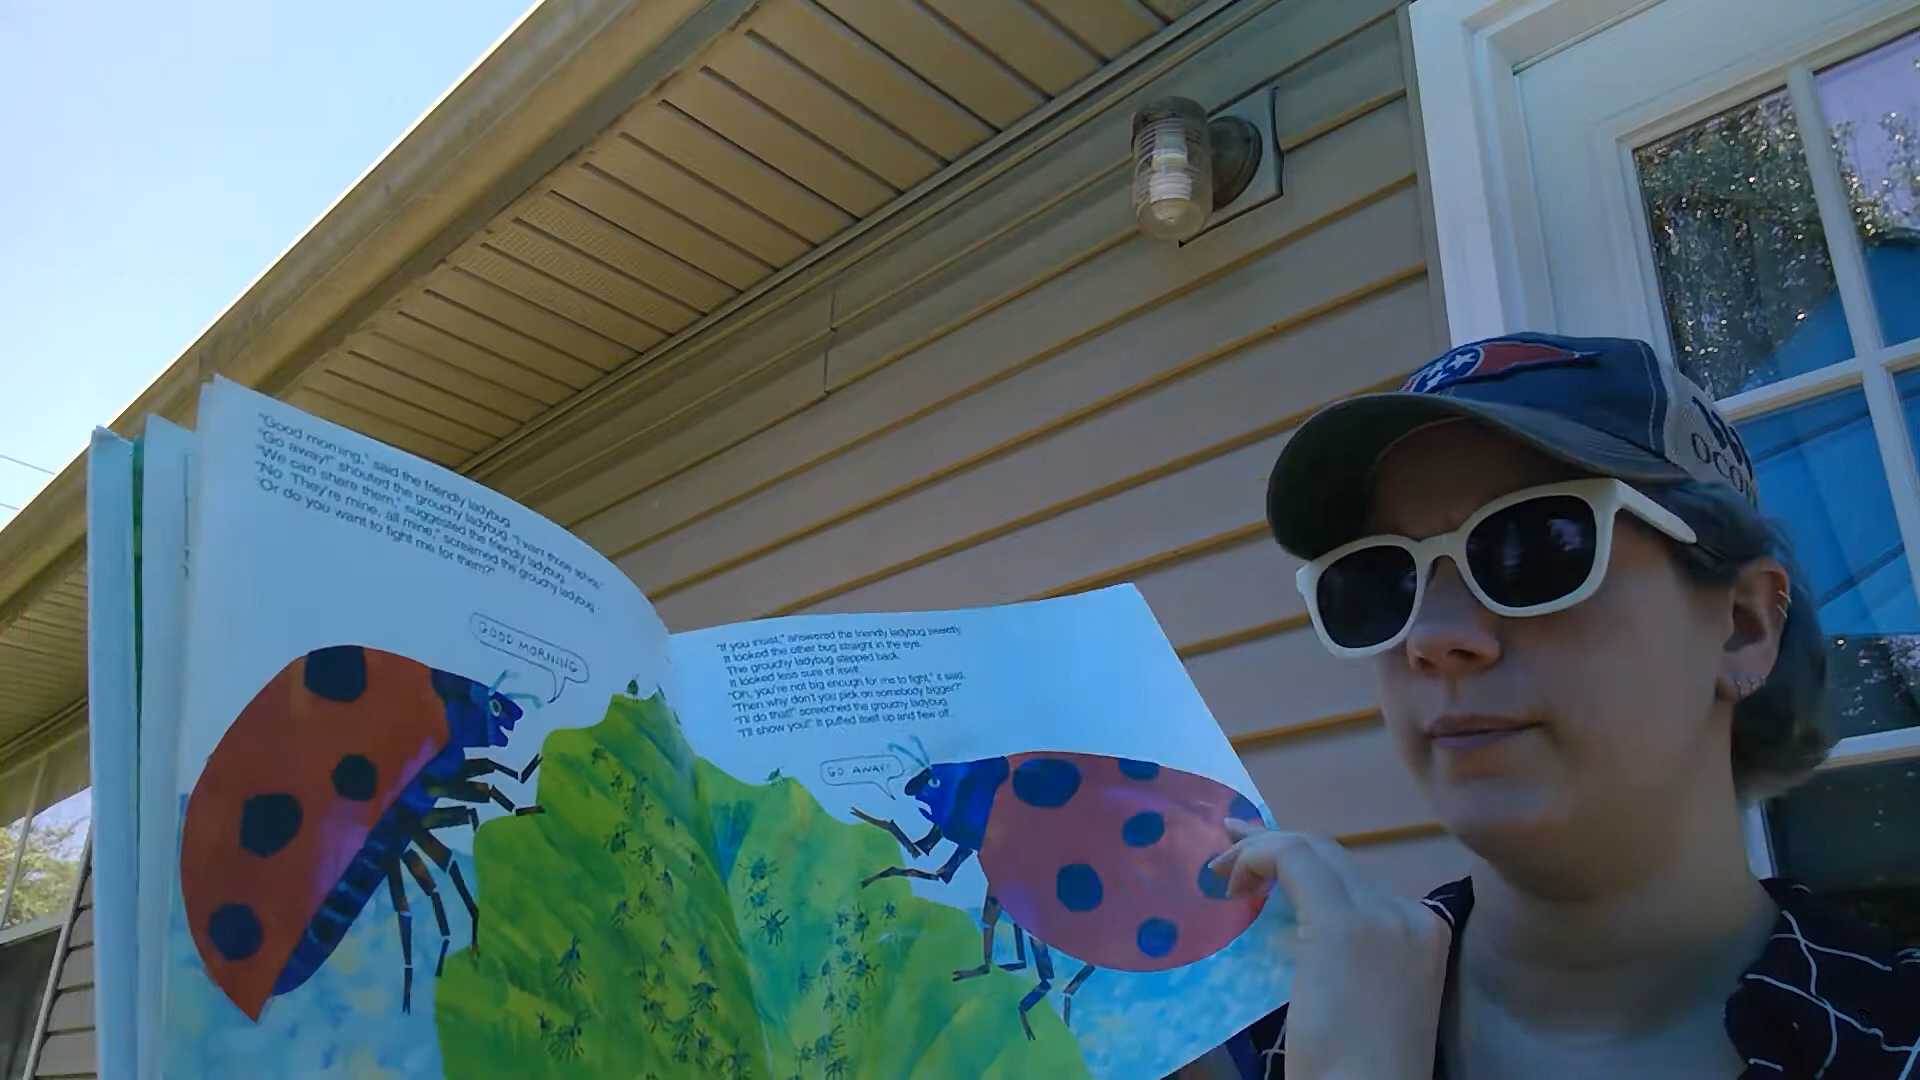 "Good morning," said the friendly ladybug.
"Go away!" shouted the grouchy ladybug. "I want those aphids."
"We can share them," suggested the friendly ladybug.
"No. They're mine, all mine," screamed the grouchy ladybug.
"Or do you want to fight me for them?"
GOOD MORNING
"If you insist," answered the friendly ladybug sweetly.
It looked the other bug straight in the eye.
The grouchy ladybug stepped back.
It looked less sure of itself.
"Oh, you're not big enough for me to fight," it said.
"Then why don't you pick on somebody bigger?"
"I'll do that!" screeched the grouchy ladybug.
"I'll show you!" It puffed itself up and flew off.
GO AWAY!